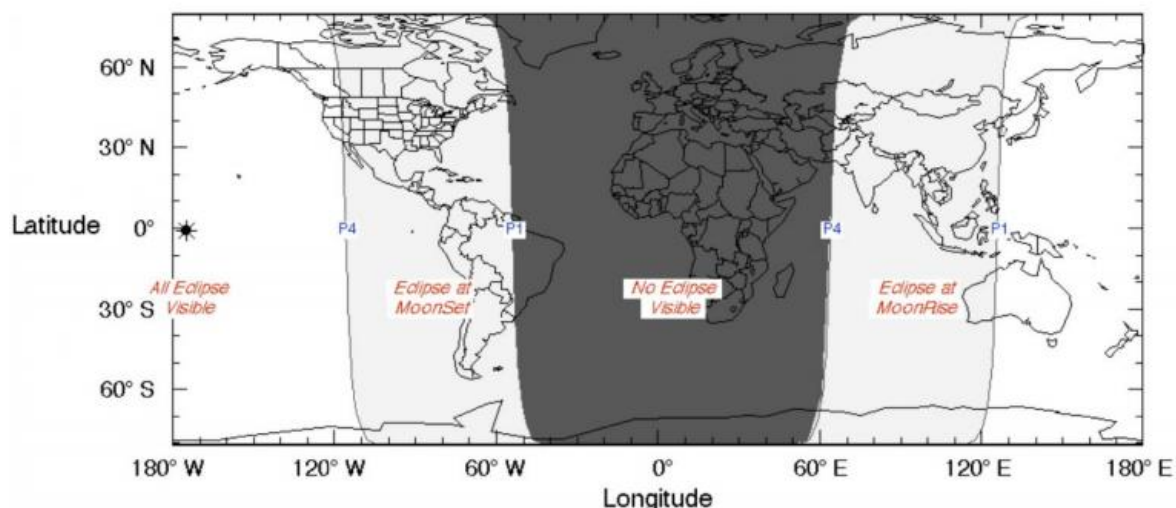 60° N
30° N
Latitude
0°
P4
P1
P4
P1
All Eclipse
Visible
Eclipse at
MoonSet
No Eclipse
Visible
Eclipse at
MoonRise
30° S
60° S
180° W
120° W
60° W
0°
60° E
120° E
180° E
Longitude